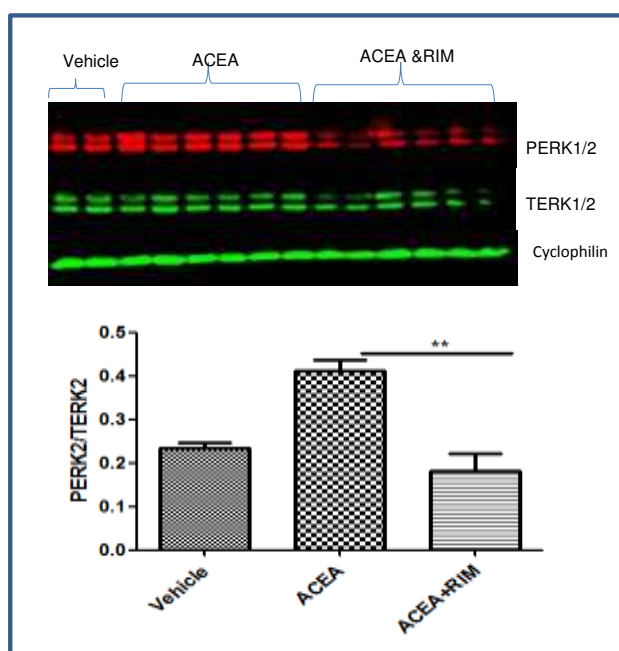 Vehicle
ACEA
ACEA &RIM
PERK1/2
TERK1/2
Cyclophilin
**
0.5
0.4
0.3
0.2
0.1
0.0
PERK2/TERK2
Vehicle
ACEA
ACEA+RIM